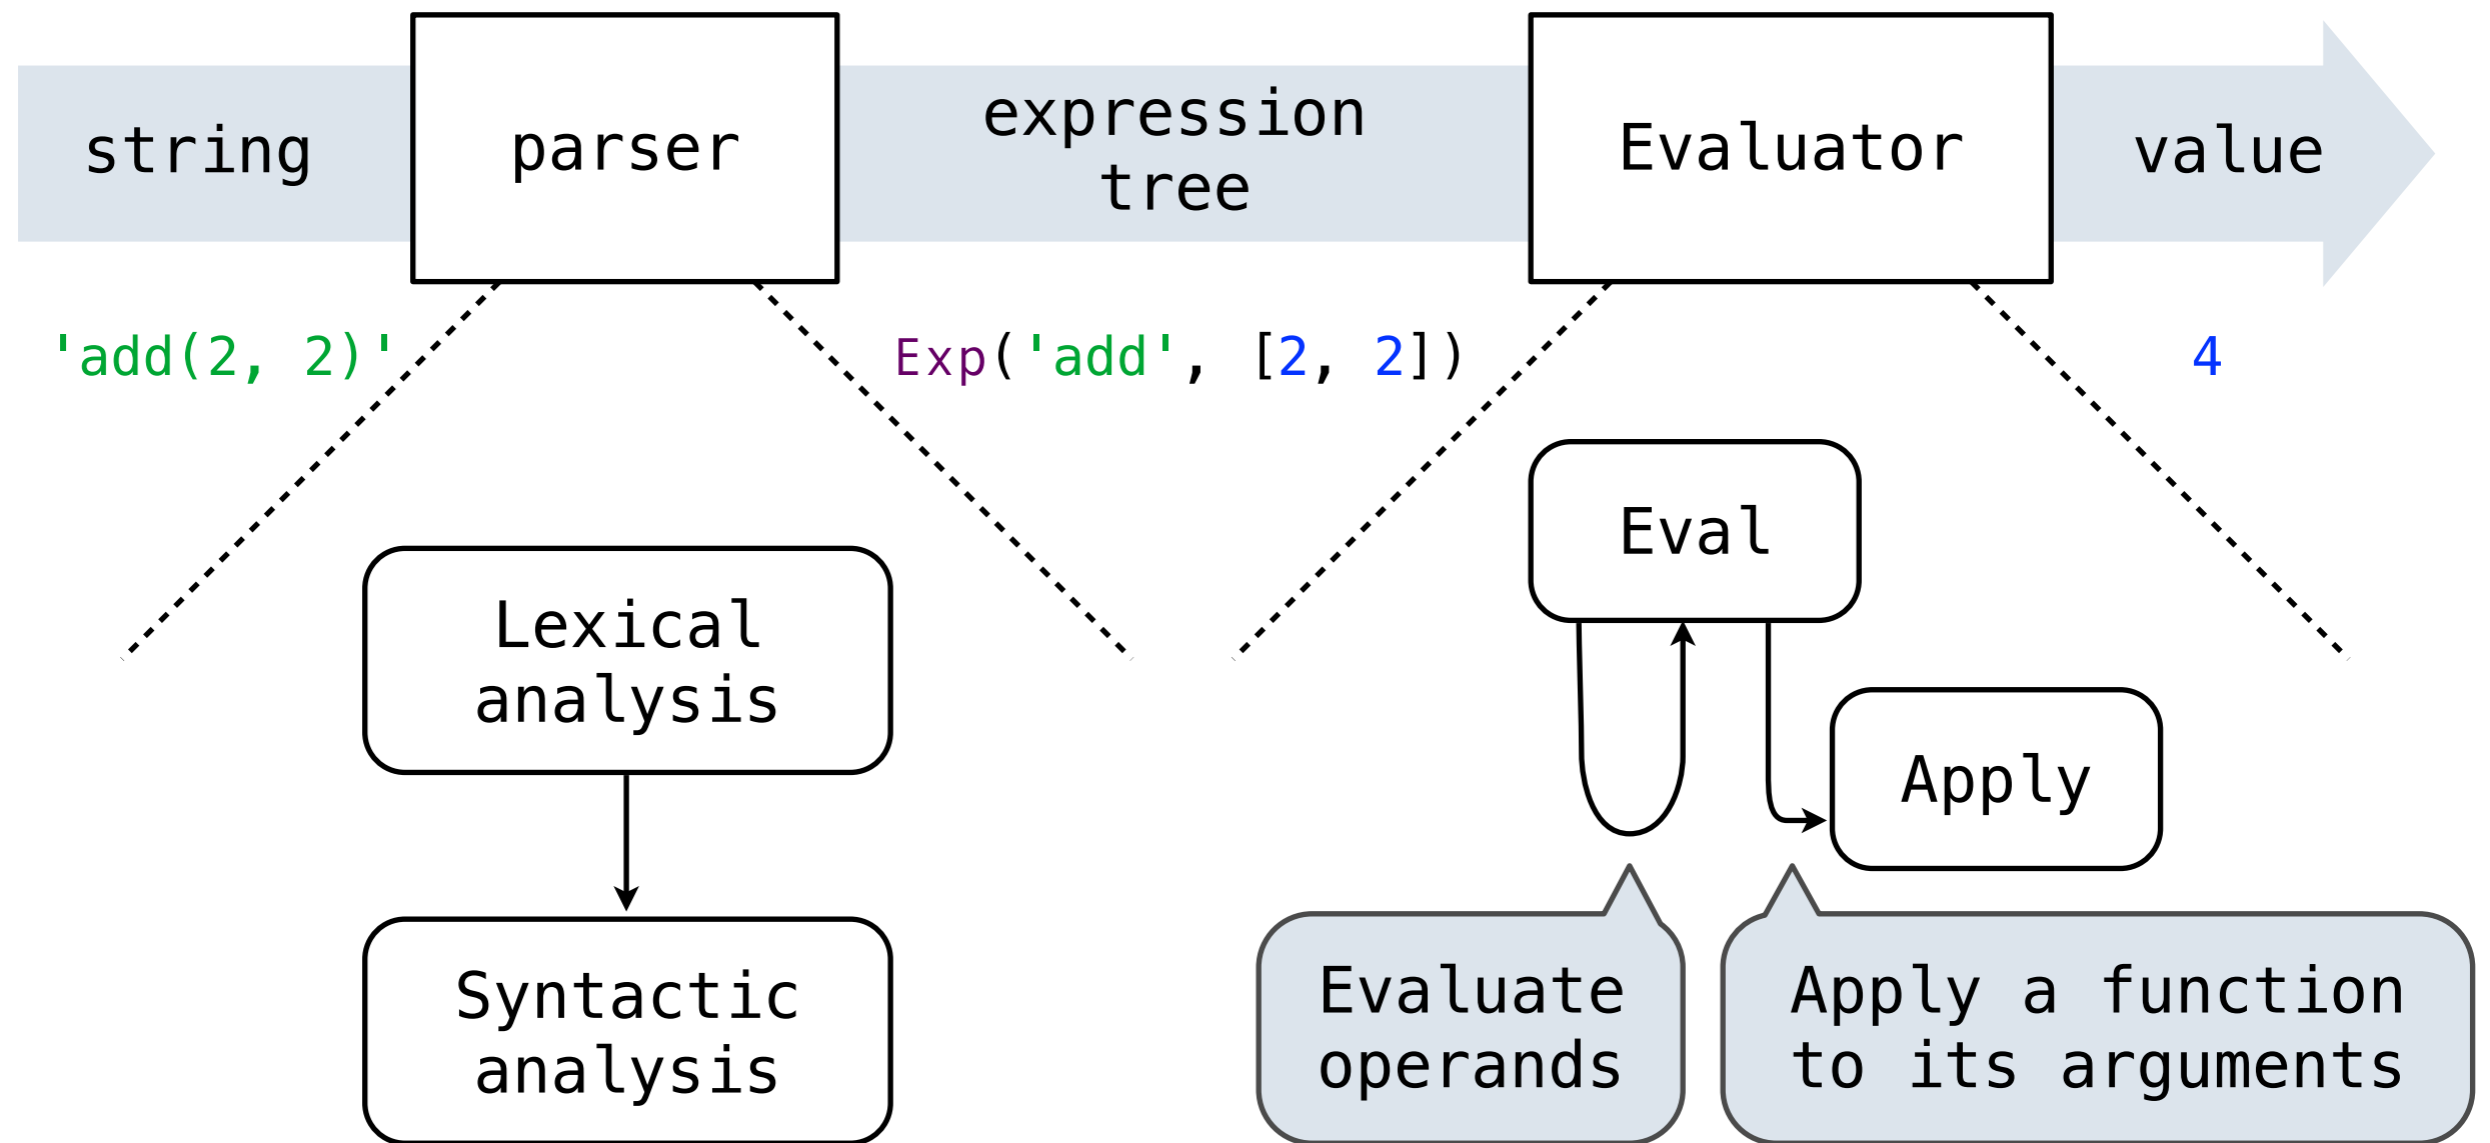 string
parser
expression
tree
Evaluator
value
'add(2, 2)'
Exp('add', [2, 2])
4
Lexical
analysis
Syntactic
analysis
Eval
Apply
Evaluate
operands
Apply a function
to its arguments